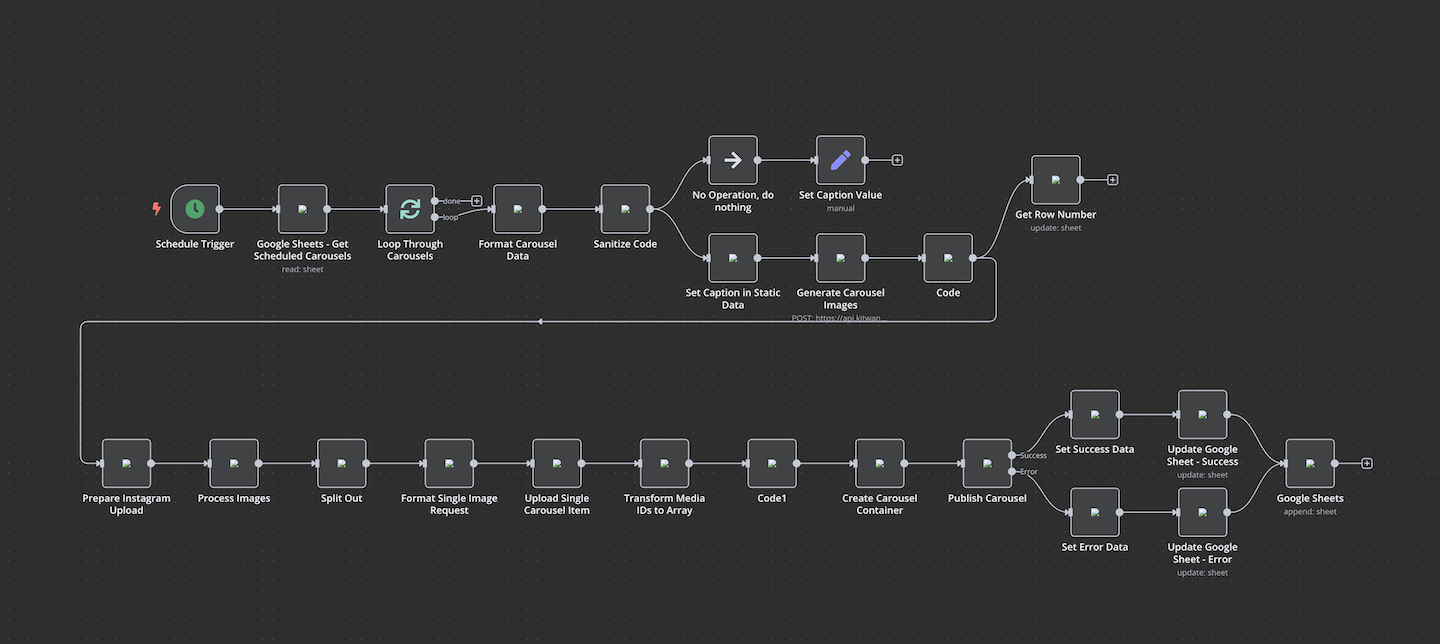 No Operation, do
nothing
Set Caption Value
manual
Get Row Number
update: sheet
done
loop
Schedule Trigger
Google Sheets - Get
Scheduled Carousels
read: sheet
Loop Through
Carousels
Format Carousel
Data
Sanitize Code
Set Caption in Static
Data
Generate Carousel
Images
POST: https://api.kitwan...
Code
Success
Error
Set Success Data
Update Google
Sheet - Success
update: sheet
Prepare Instagram
Upload
Process Images
Split Out
Format Single Image
Request
Upload Single
Carousel Item
Transform Media
IDs to Array
Code1
Create Carousel
Container
Publish Carousel
Google Sheets
append: sheet
Set Error Data
Update Google
Sheet - Error
update: sheet